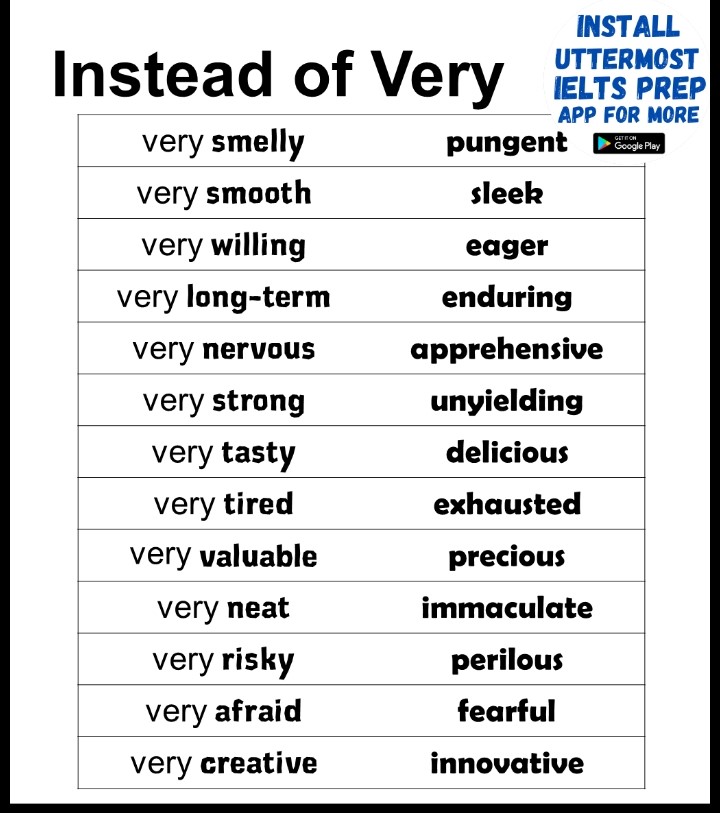 INSTALL
UTTERMOST
IELTS PREP
APP FOR MORE
GET IT ON
Google Play
Instead of Very
very smelly pungent
very smooth sleek
very willing eager
very long-term enduring
very nervous apprehensive
very strong unyielding
very tasty delicious
very tired exhausted
very valuable precious
very neat immaculate
very risky perilous
very afraid fearful
very creative innovative